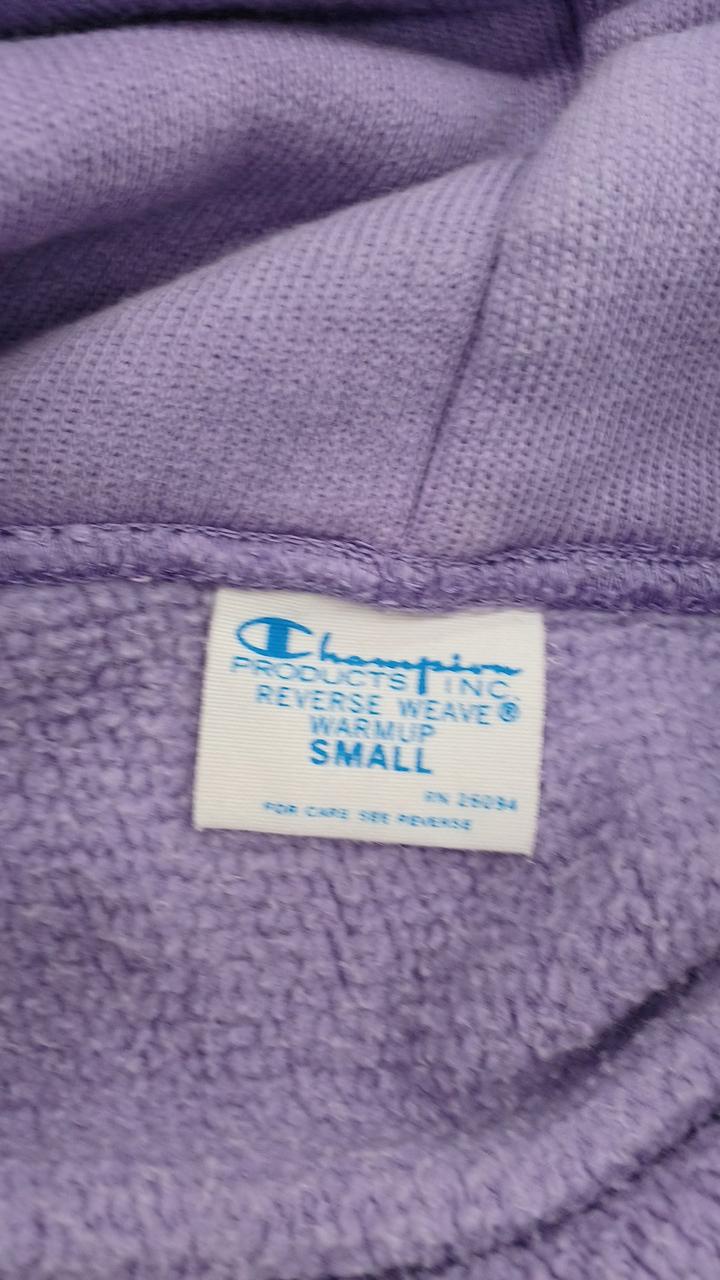 Champion
PRODUCTS INC.
REVERSE WEAVE®
WARMUP
SMALL
RN 26094
FOR CARE SEE REVERSE